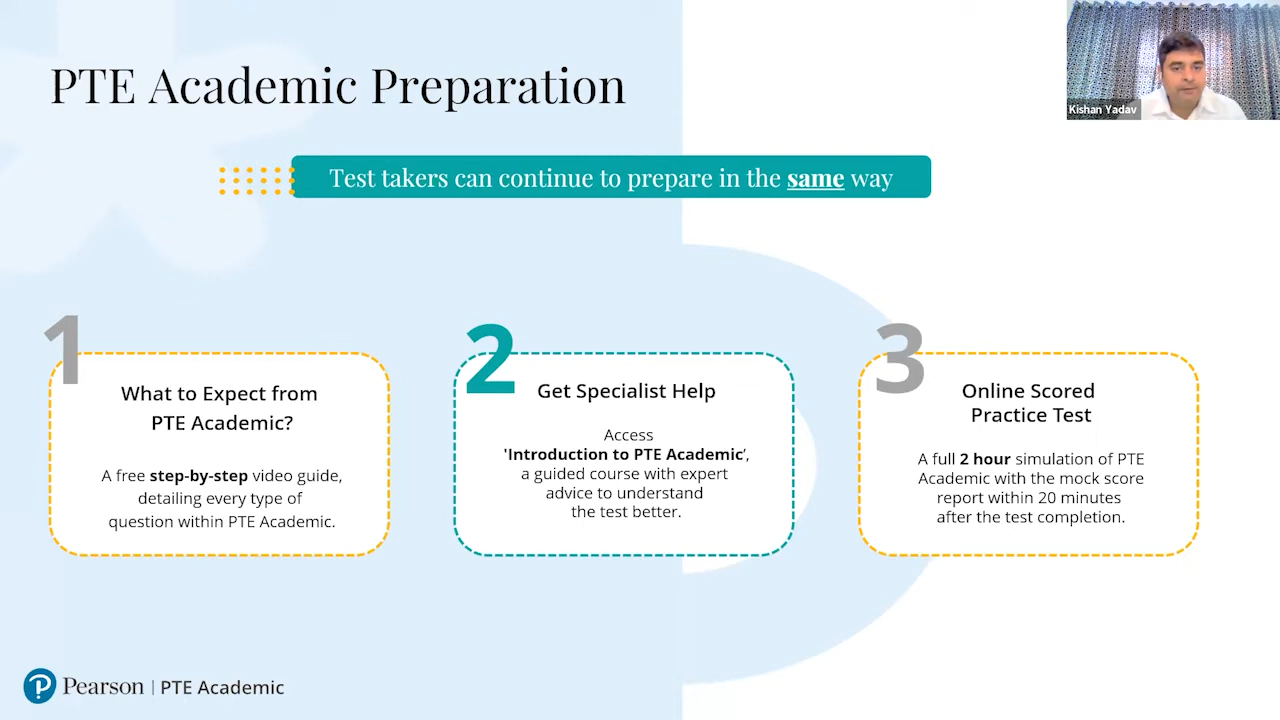 PTE Academic Preparation
Kishan Yadav
Test takers can continue to prepare in the same way
1
What to Expect from
PTE Academic?
A free step-by-step video guide,
detailing every type of
question within PTE Academic.
2
Get Specialist Help
Access
'Introduction to PTE Academic',
a guided course with expert
advice to understand
the test better.
3
Online Scored
Practice Test
A full 2 hour simulation of PTE
Academic with the mock score
report within 20 minutes
after the test completion.
Pearson | PTE Academic